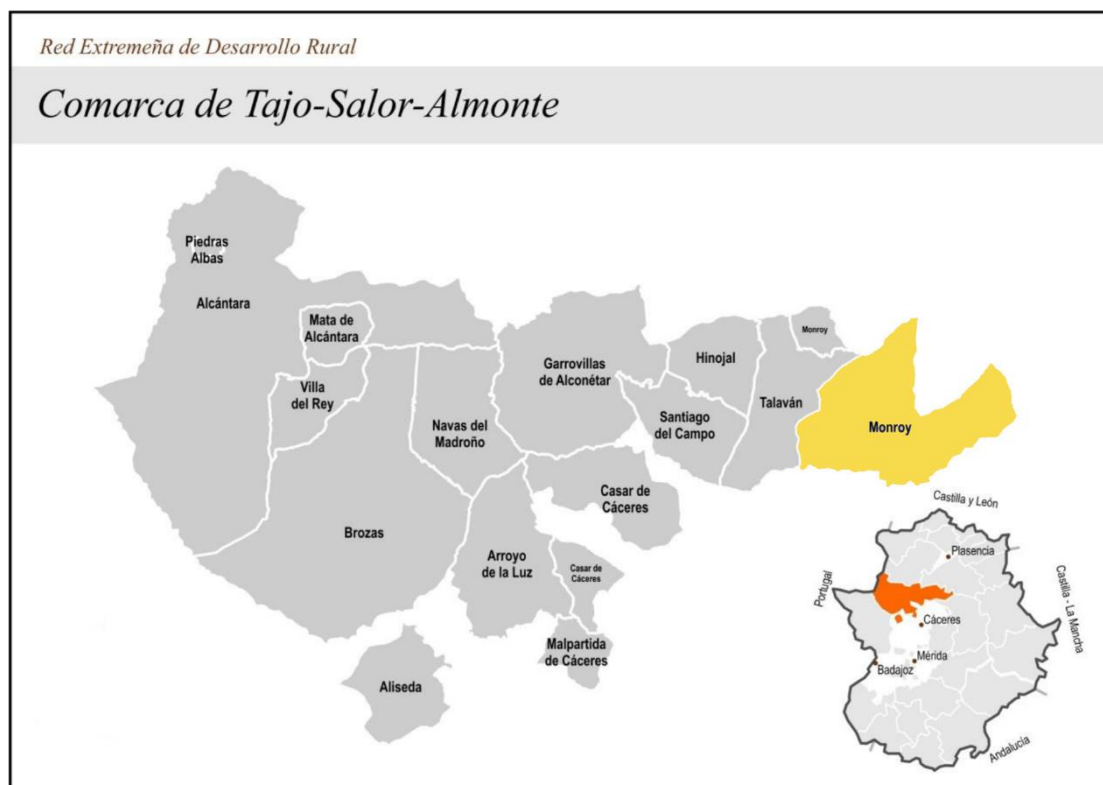 Red Extremeña de Desarrollo Rural
Comarca de Tajo-Salor-Almonte
Piedras
Albas
Alcántara
Mata de
Alcántara
Villa
del Rey
Navas del
Madroño
Garrovillas
de Alconétar
Hinojal
Monroy
Talaván
Santiago
del Campo
Monroy
Brozas
Casar de
Cáceres
Arroyo
de la Luz
Casar de
Cáceres
Malpartida
de Cáceres
Aliseda
Castilla y León
Plasencia
Portugal
Castilla - La Mancha
Cáceres
Mérida
Badajoz
Andalucía